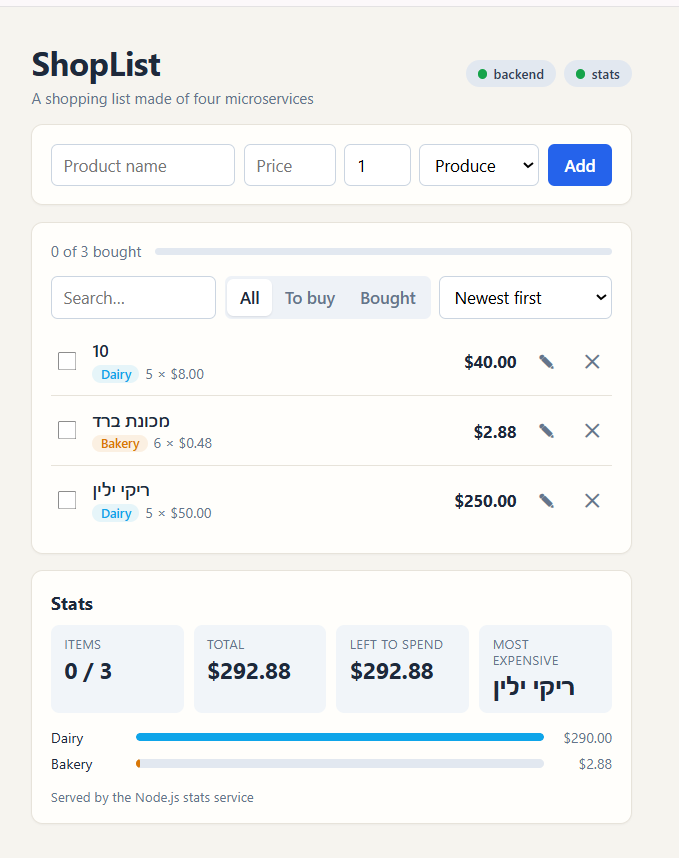 ShopList
backend
stats
A shopping list made of four microservices
Product name
Price
1
Produce
Add
0 of 3 bought
Search...
All
To buy
Bought
Newest first
10
Dairy
5 × $8.00
$40.00
מכונת ברד
Bakery
6 × $0.48
$2.88
ריקי ילין
Dairy
5 × $50.00
$250.00
Stats
ITEMS
0 / 3
TOTAL
$292.88
LEFT TO SPEND
$292.88
MOST
EXPENSIVE
ריקי ילין
Dairy
$290.00
Bakery
$2.88
Served by the Node.js stats service